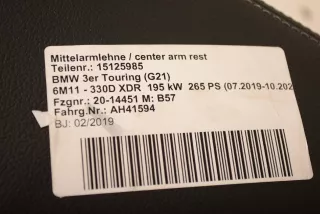 Mittelarmlehne / center arm rest
Teilenr.: 15125985
BMW 3er Touring (G21)
6M11 - 330D XDR 195 kW 265 PS (07.2019-10.202
Fzgnr.: 20-14451 M: B57
Fahrg.Nr.: AH41594
BJ: 02/2019